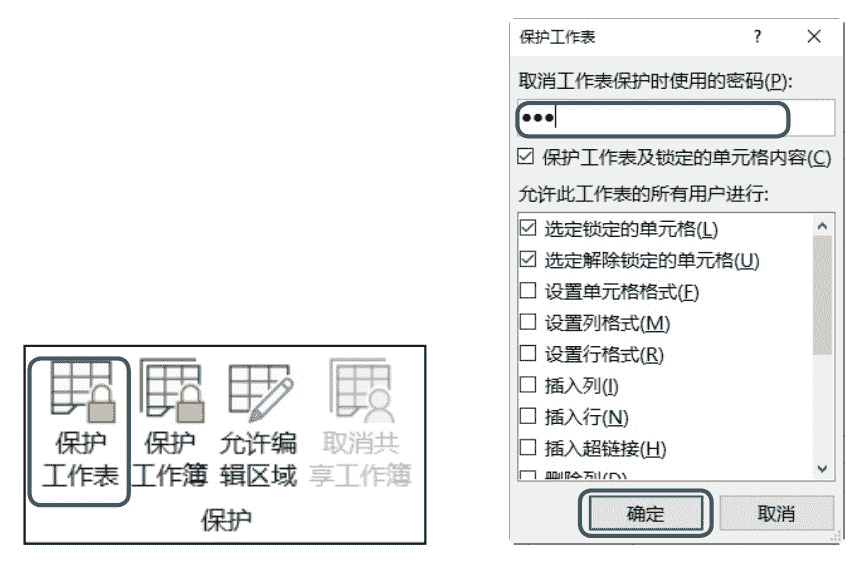 保护
工作表
保护
工作簿
允许编
辑区域
取消共
享工作簿
保护
保护工作表 ? ×
取消工作表保护时使用的密码(P):
•••
保护工作表及锁定的单元格内容(C)
允许此工作表的所有用户进行:
选定锁定的单元格(L)
选定解除锁定的单元格(U)
设置单元格格式(F)
设置列格式(M)
设置行格式(R)
插入列(I)
插入行(N)
插入超链接(H)
删除列(D)
确定 取消